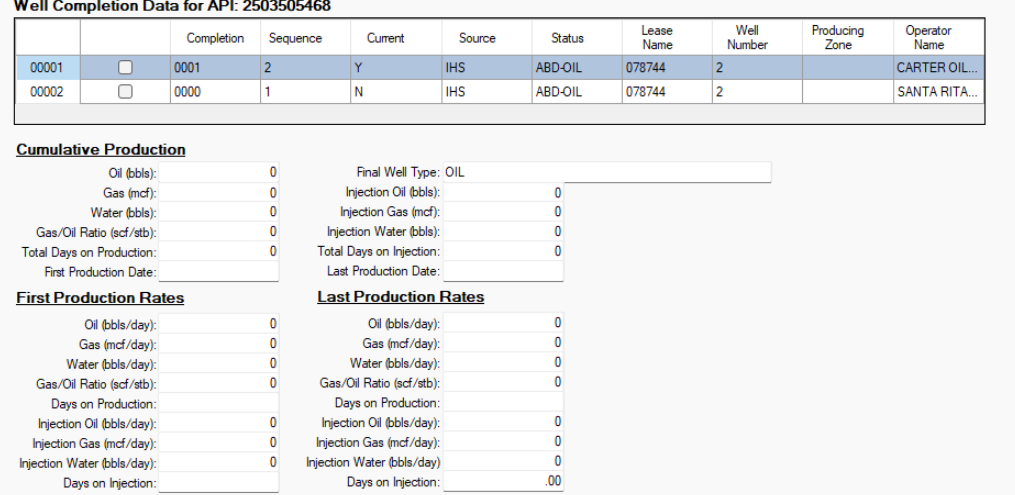 Well Completion Data for API: 2503505468
Completion Sequence Current Source Status Lease Name Well Number Producing Zone Operator Name
00001 0001 2 Y IHS ABD-OIL 078744 2 CARTER OIL...
00002 0000 1 N IHS ABD-OIL 078744 2 SANTA RITA...
Cumulative Production
Oil (bbls): 0 Final Well Type: OIL
Gas (mcf): 0 Injection Oil (bbls): 0
Water (bbls): 0 Injection Gas (mcf): 0
Gas/Oil Ratio (scf/stb): 0 Injection Water (bbls): 0
Total Days on Production: 0 Total Days on Injection: 0
First Production Date: Last Production Date:
First Production Rates Last Production Rates
Oil (bbls/day): 0 Oil (bbls/day): 0
Gas (mcf/day): 0 Gas (mcf/day): 0
Water (bbls/day): 0 Water (bbls/day): 0
Gas/Oil Ratio (scf/stb): 0 Gas/Oil Ratio (scf/stb): 0
Days on Production: Days on Production:
Injection Oil (bbls/day): 0 Injection Oil (bbls/day): 0
Injection Gas (mcf/day): 0 Injection Gas (mcf/day): 0
Injection Water (bbls/day): 0 Injection Water (bbls/day) 0
Days on Injection: Days on Injection: .00